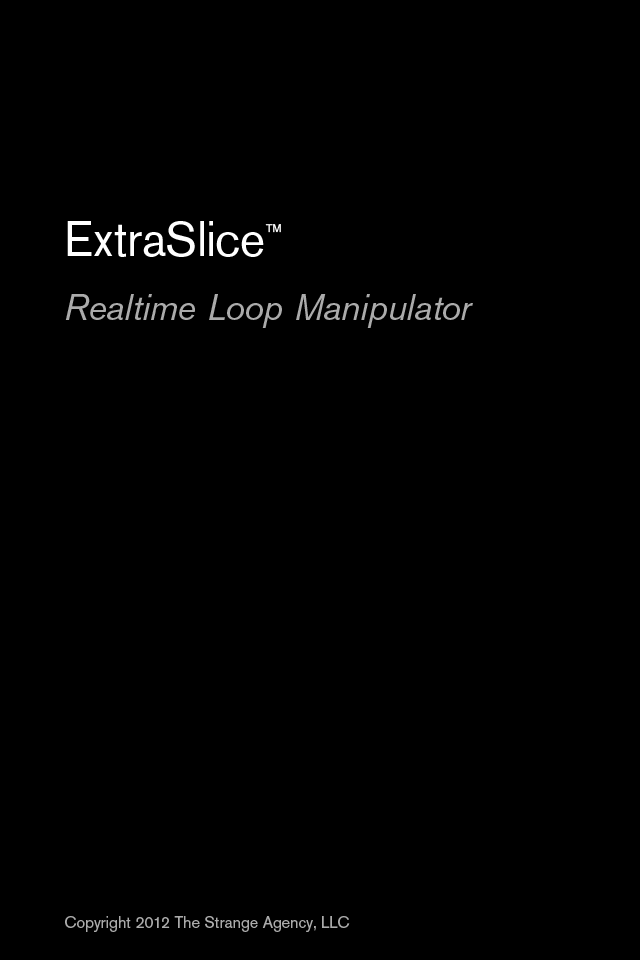 ExtraSlice™
Realtime Loop Manipulator
Copyright 2012 The Strange Agency, LLC